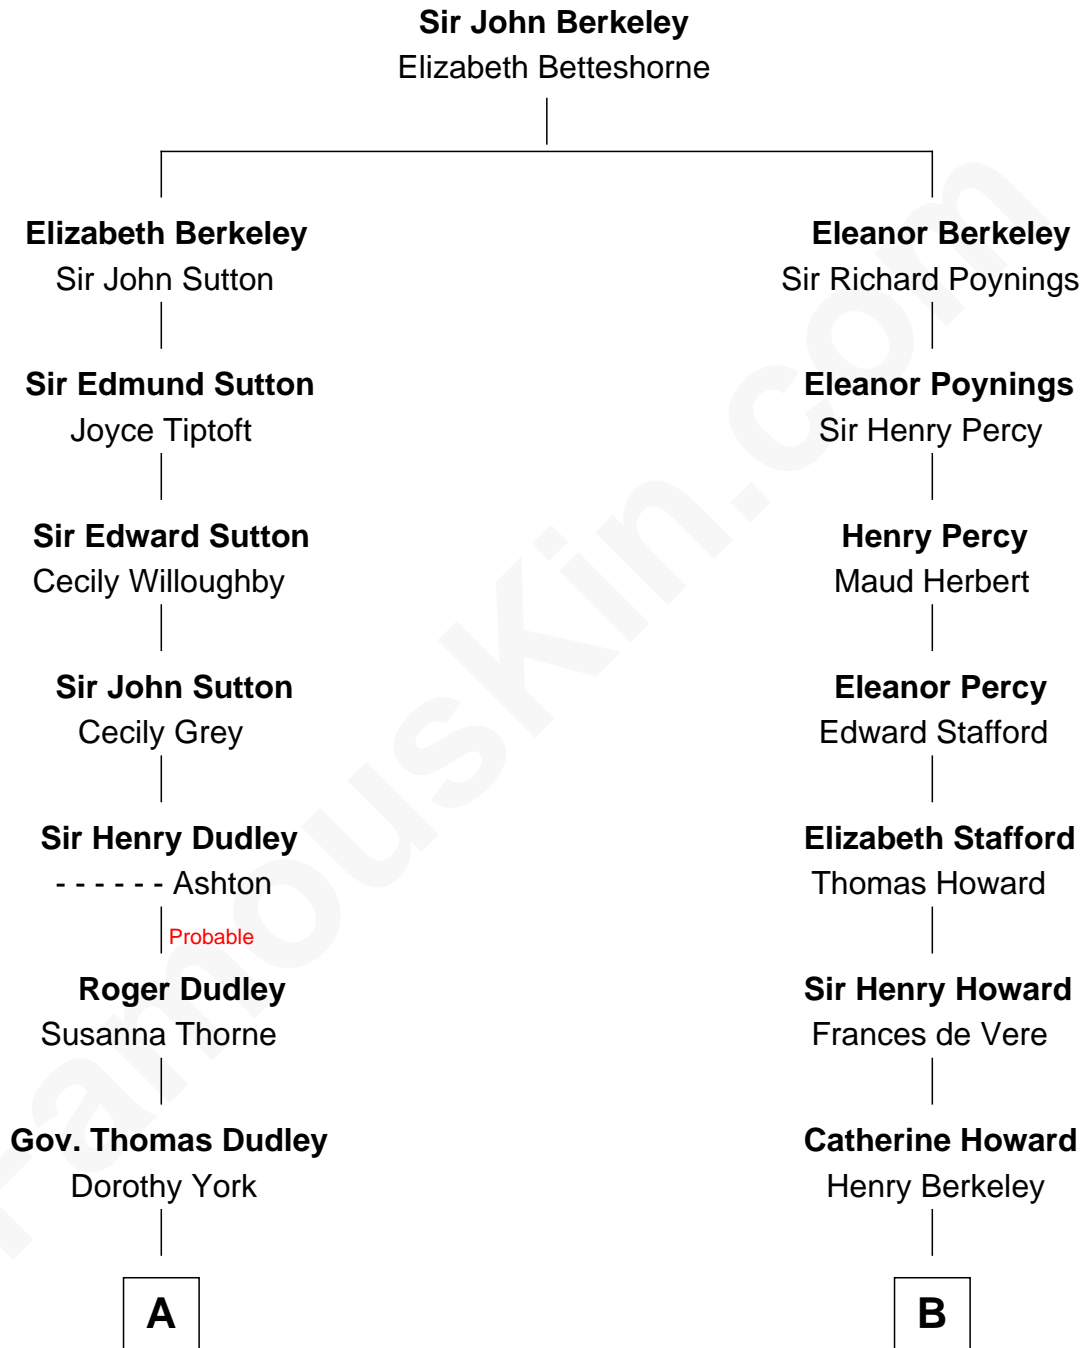 Sir John Berkeley
Elizabeth Betteshorne
Elizabeth Berkeley
Sir John Sutton
Sir Edmund Sutton
Joyce Tiptoft
Sir Edward Sutton
Cecily Willoughby
Sir John Sutton
Cecily Grey
Sir Henry Dudley
- - - - - - Ashton
Probable
Roger Dudley
Susanna Thorne
Gov. Thomas Dudley
Dorothy York
A
Eleanor Berkeley
Sir Richard Poynings
Eleanor Poynings
Sir Henry Percy
Henry Percy
Maud Herbert
Eleanor Percy
Edward Stafford
Elizabeth Stafford
Thomas Howard
Sir Henry Howard
Frances de Vere
Catherine Howard
Henry Berkeley
B
FamousKin.com